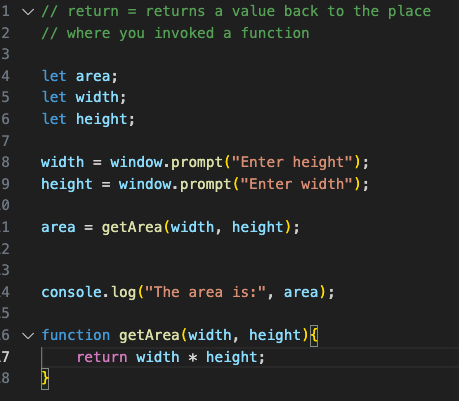 1 // return = returns a value back to the place
2 // where you invoked a function
3
4 let area;
5 let width;
6 let height;
7
8 width = window.prompt("Enter height");
9 height = window.prompt("Enter width");
0
1 area = getArea(width, height);
2
3
4 console.log("The area is:", area);
5
6 function getArea(width, height){
7 return width * height;
8 }